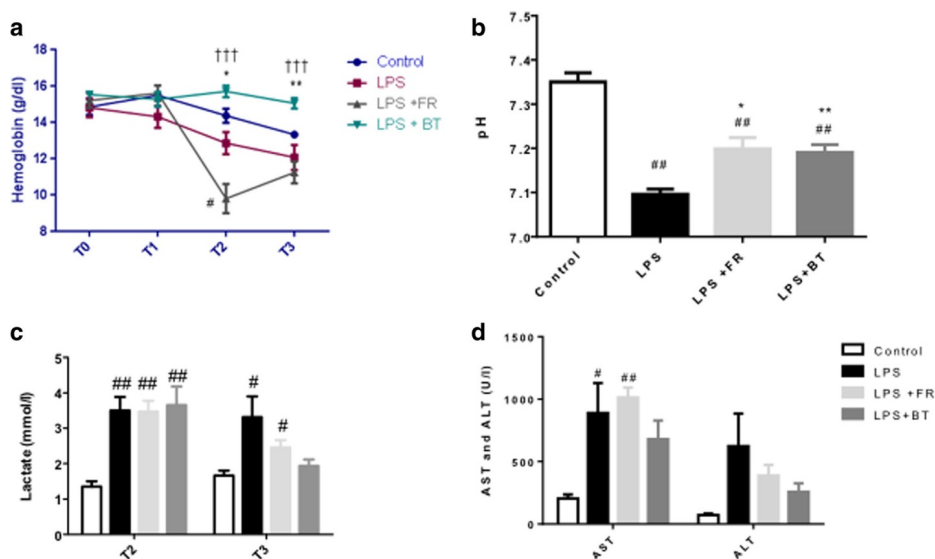 a
Hemoglobin (g/dl)
18
16
14
12
10
8
T0
T1
T2
T3
#
†††
*
†††
**
Control
LPS
LPS +FR
LPS + BT
b
pH
7.5
7.4
7.3
7.2
7.1
7.0
##
*
##
**
##
Control
LPS
LPS +FR
LPS+BT
c
Lactate (mmol/l)
5
4
3
2
1
0
## ## ##
# #
T2
T3
d
AST and ALT (U/l)
1500
1000
500
0
# ##
AST
ALT
Control
LPS
LPS +FR
LPS+BT